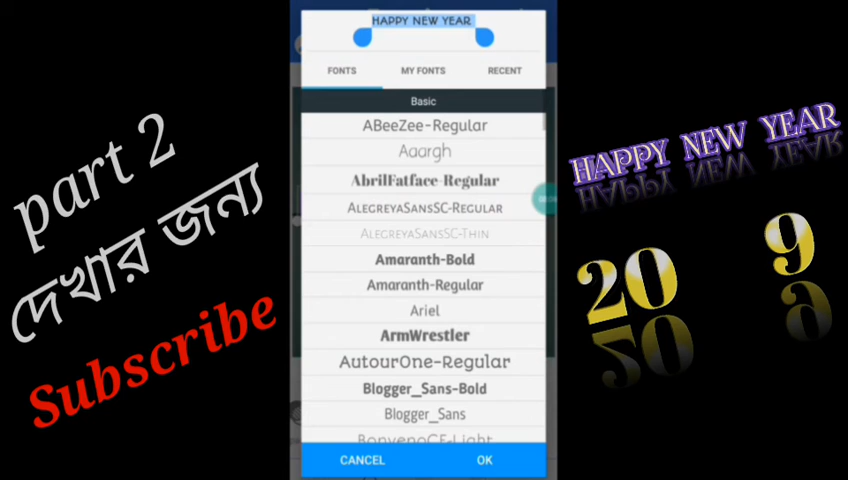 part 2
দেখার জন্য
Subscribe
HAPPY NEW YEAR
FONTS
MY FONTS
RECENT
Basic
ABeeZee-Regular
Aaargh
AbrilFatface-Regular
AlegreyaSansSC-Regular
AlegreyaSansSC-Thin
Amaranth-Bold
Amaranth-Regular
Ariel
ArmWrestler
AutourOne-Regular
Blogger_Sans-Bold
Blogger_Sans
BonvenoCF-Light
CANCEL
OK
HAPPY NEW YEAR
20 9